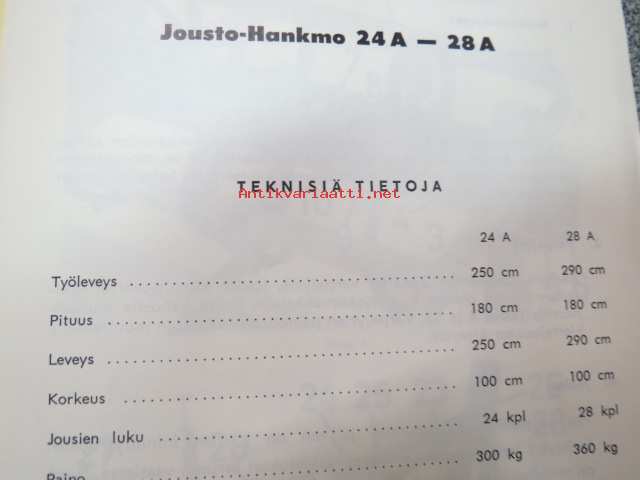 Jousto-Hankmo 24 A — 28 A
TEKNISIÄ TIETOJA
Antikvariaatti.net
24 A 28 A
Työleveys 250 cm 290 cm
Pituus 180 cm 180 cm
Leveys 250 cm 290 cm
Korkeus 100 cm 100 cm
Jousien luku 24 kpl 28 kpl
Paino 300 kg 360 kg